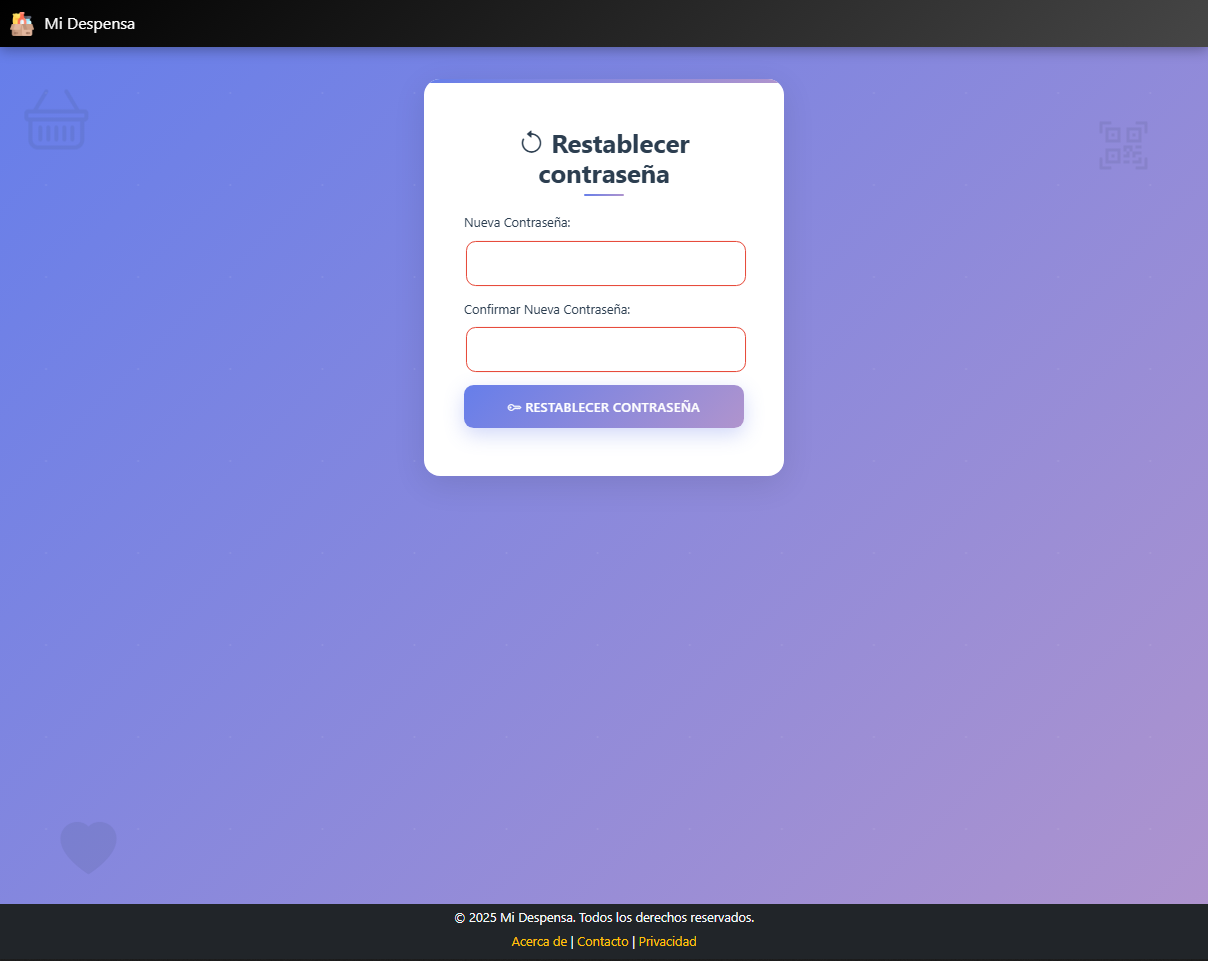 Mi Despensa
Restablecer
contraseña
Nueva Contraseña:
Confirmar Nueva Contraseña:
RESTABLECER CONTRASEÑA
© 2025 Mi Despensa. Todos los derechos reservados.
Acerca de | Contacto | Privacidad